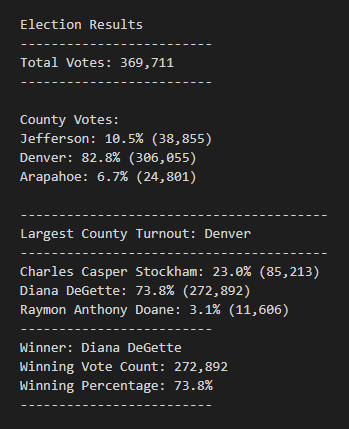 Election Results
-------------------------
Total Votes: 369,711
-------------------------
County Votes:
Jefferson: 10.5% (38,855)
Denver: 82.8% (306,055)
Arapahoe: 6.7% (24,801)
----------------------------------------
Largest County Turnout: Denver
----------------------------------------
Charles Casper Stockham: 23.0% (85,213)
Diana DeGette: 73.8% (272,892)
Raymon Anthony Doane: 3.1% (11,606)
-------------------------
Winner: Diana DeGette
Winning Vote Count: 272,892
Winning Percentage: 73.8%
-------------------------